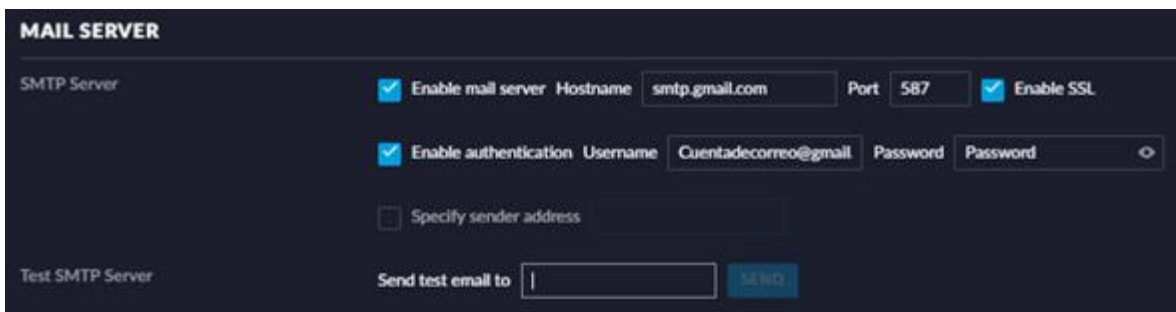 MAIL SERVER
SMTP Server Enable mail server Hostname smtp.gmail.com Port 587 Enable SSL
Enable authentication Username Cuentadecorreo@gmail Password Password
Specify sender address
Test SMTP Server Send test email to SEND